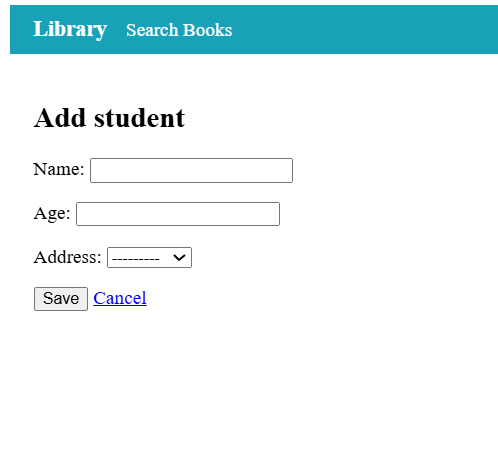 Library Search Books
Add student
Name:
Age:
Address: ---------
Save Cancel